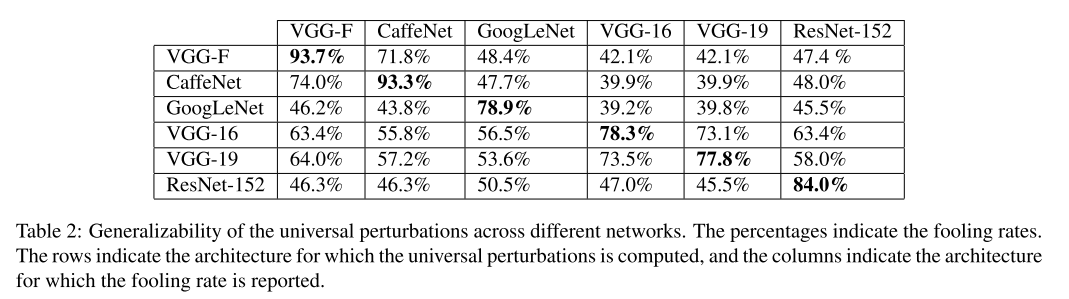 VGG-F CaffeNet GoogLeNet VGG-16 VGG-19 ResNet-152
VGG-F 93.7% 71.8% 48.4% 42.1% 42.1% 47.4 %
CaffeNet 74.0% 93.3% 47.7% 39.9% 39.9% 48.0%
GoogLeNet 46.2% 43.8% 78.9% 39.2% 39.8% 45.5%
VGG-16 63.4% 55.8% 56.5% 78.3% 73.1% 63.4%
VGG-19 64.0% 57.2% 53.6% 73.5% 77.8% 58.0%
ResNet-152 46.3% 46.3% 50.5% 47.0% 45.5% 84.0%
Table 2: Generalizability of the universal perturbations across different networks. The percentages indicate the fooling rates.
The rows indicate the architecture for which the universal perturbations is computed, and the columns indicate the architecture
for which the fooling rate is reported.